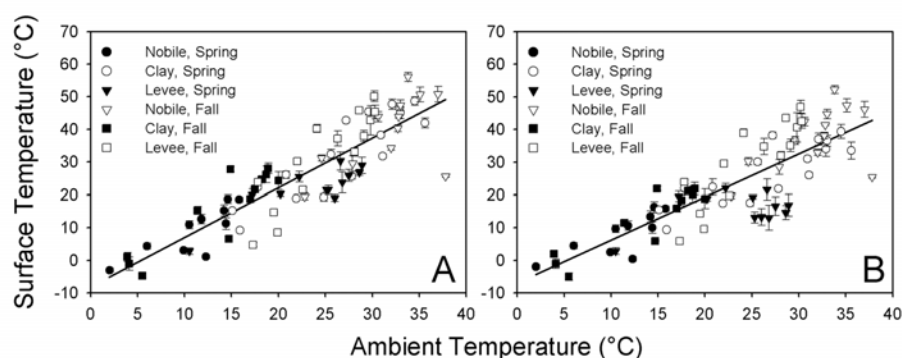 Surface Temperature (°C)
70
60
50
40
30
20
10
0
-10
Nobile, Spring
Clay, Spring
Levee, Spring
Nobile, Fall
Clay, Fall
Levee, Fall
A
0 5 10 15 20 25 30 35 40
70
60
50
40
30
20
10
0
-10
Nobile, Spring
Clay, Spring
Levee, Spring
Nobile, Fall
Clay, Fall
Levee, Fall
B
0 5 10 15 20 25 30 35 40
Ambient Temperature (°C)